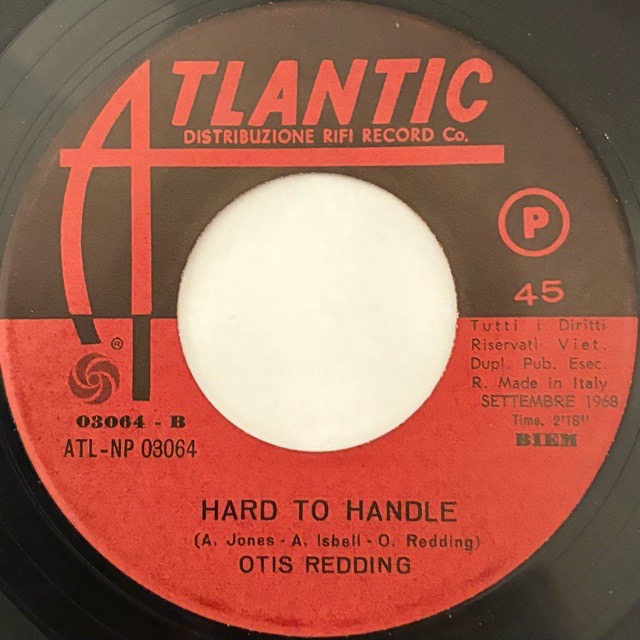 ATLANTIC
DISTRIBUZIONE RIFI RECORD Co.
P
45
Tutti i Diritti
Riservati Viet.
Dupl. Pub. Esec.
R. Made in Italy
SETTEMBRE 1968
Time. 2'18"
BIEM
®
03064 - B
ATL-NP 03064
HARD TO HANDLE
(A. Jones - A. Isbell - O. Redding)
OTIS REDDING